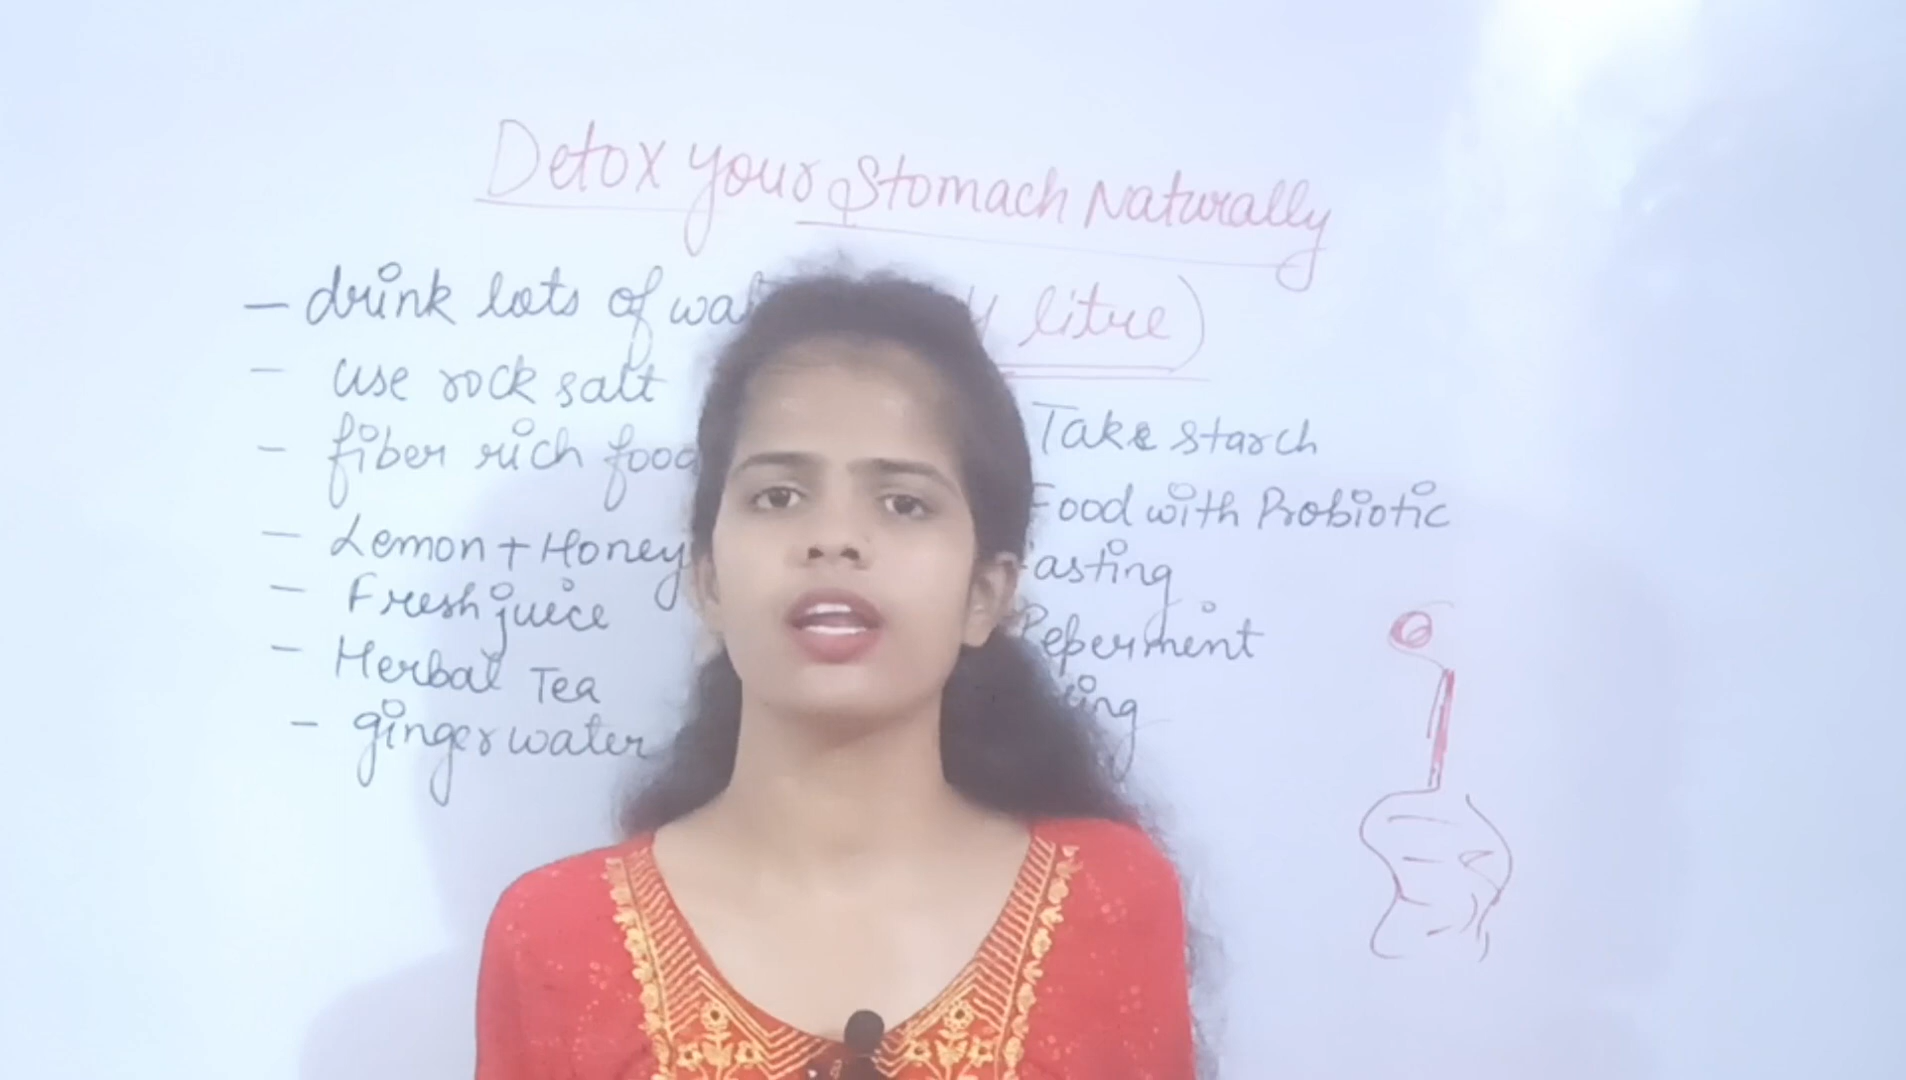 Detox your Stomach Naturally
- drink lots of litre)
- use rock salt
- fiber rich food
- Lemon + Honey
- Fresh juice
- Herbal Tea
- ginger water
Take starch
Food with Probiotic
asting
Peperment